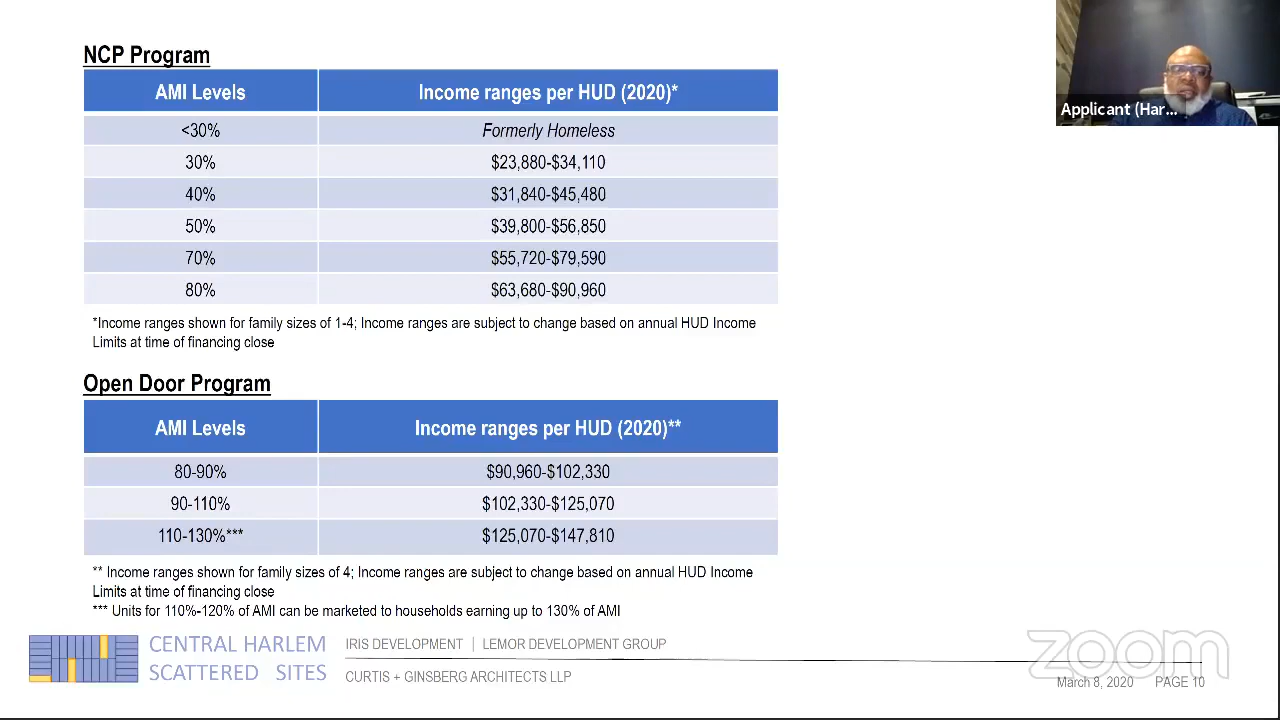 NCP Program
AMI Levels Income ranges per HUD (2020)*
<30% Formerly Homeless
30% $23,880-$34,110
40% $31,840-$45,480
50% $39,800-$56,850
70% $55,720-$79,590
80% $63,680-$90,960
*Income ranges shown for family sizes of 1-4; Income ranges are subject to change based on annual HUD Income
Limits at time of financing close
Open Door Program
AMI Levels Income ranges per HUD (2020)**
80-90% $90,960-$102,330
90-110% $102,330-$125,070
110-130%*** $125,070-$147,810
** Income ranges shown for family sizes of 4; Income ranges are subject to change based on annual HUD Income
Limits at time of financing close
*** Units for 110%-120% of AMI can be marketed to households earning up to 130% of AMI
CENTRAL HARLEM
SCATTERED SITES
IRIS DEVELOPMENT | LEMOR DEVELOPMENT GROUP
CURTIS + GINSBERG ARCHITECTS LLP
March 8, 2020 PAGE 10
zoom
Applicant (Har...